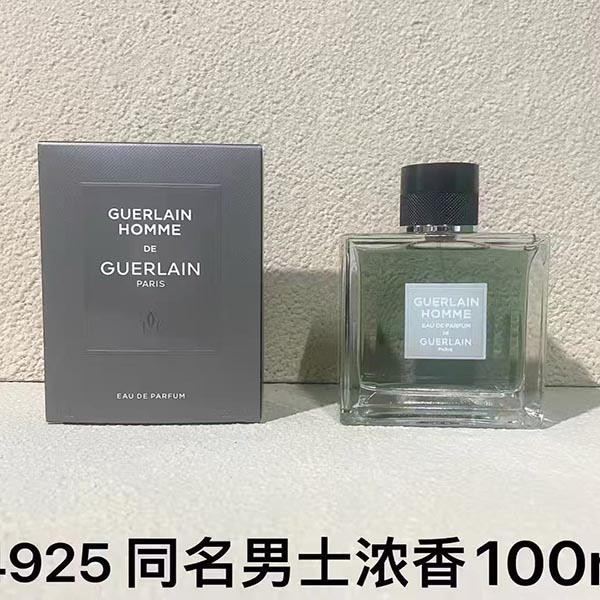 GUERLAIN
HOMME
DE
GUERLAIN
PARIS
EAU DE PARFUM
GUERLAIN
HOMME
EAU DE PARFUM
DE
GUERLAIN
PARIS
4925 同名男士浓香100m